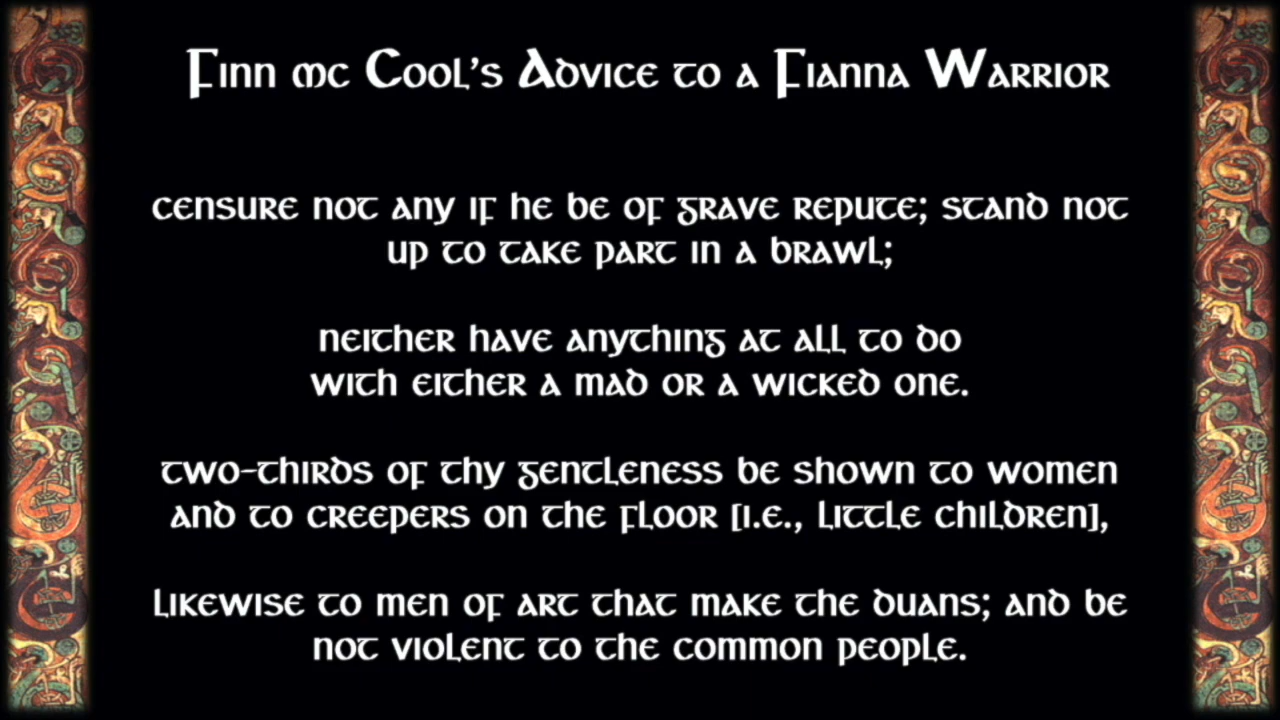 Finn mc Cool's Advice to a Fianna Warrior
censure not any if he be of grave repute; stand not
up to take part in a brawl;
neither have anything at all to do
with either a mad or a wicked one.
two-thirds of thy gentleness be shown to women
and to creepers on the floor [i.e., little children],
likewise to men of art that make the duans; and be
not violent to the common people.